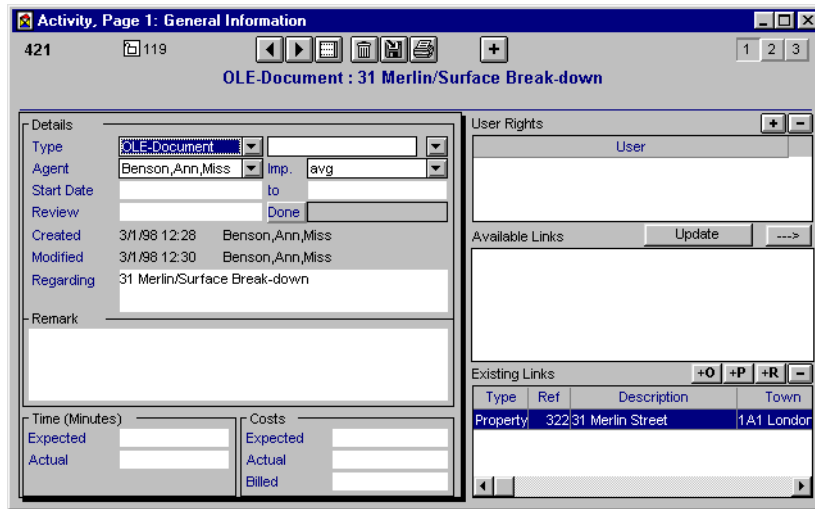 Activity, Page 1: General Information
421 119 + 1 2 3
OLE-Document : 31 Merlin/Surface Break-down
Details
Type OLE-Document
Agent Benson,Ann,Miss Imp. avg
Start Date to
Review Done
Created 3/1/98 12:28 Benson,Ann,Miss
Modified 3/1/98 12:30 Benson,Ann,Miss
Regarding 31 Merlin/Surface Break-down
Remark
Time (Minutes)
Expected
Actual
Costs
Expected
Actual
Billed
User Rights + -
User
Available Links Update --->
Existing Links +O +P +R -
Type Ref Description Town
Property 322 31 Merlin Street 1A1 London